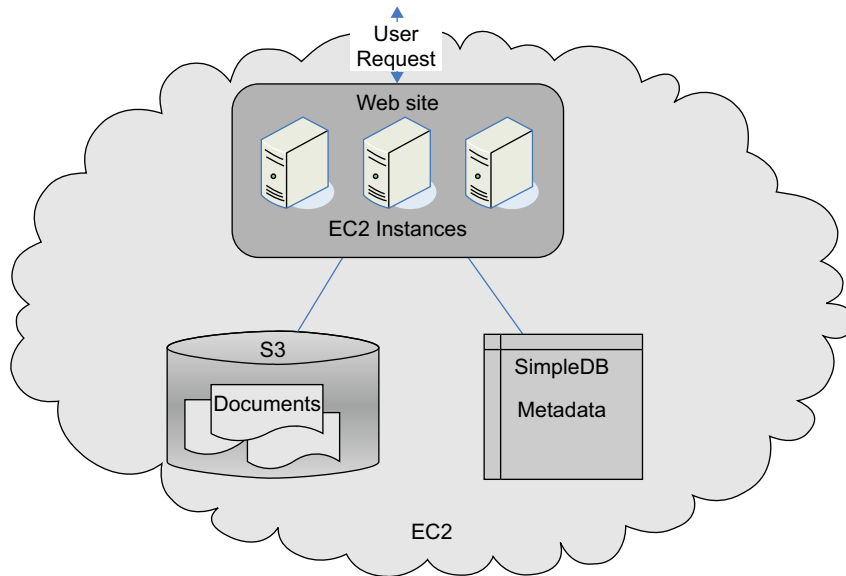 User
Request
Web site
EC2 Instances
S3
Documents
SimpleDB
Metadata
EC2